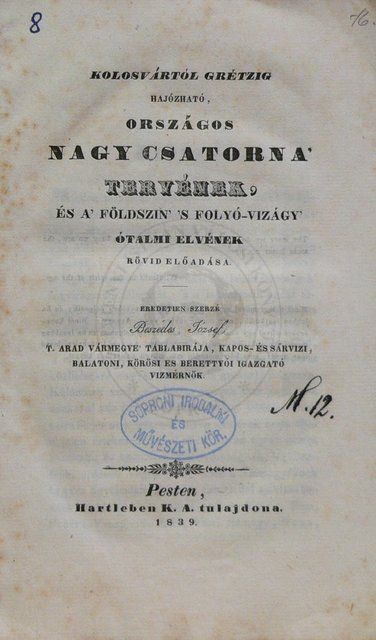 8
76.
KOLOSVÁRTÓL GRÉTZIG
HAJÓZHATÓ,
ORSZÁGOS
NAGY CSATORNA'
TERVÉNEK,
ÉS A' FÖLDSZIN' 'S FOLYÓ-VIZÁGY'
ÓTALMI ELVÉNEK
RÖVID ELŐADÁSA.
EREDETIEN SZERZÉ
Beszédes József,
T. ARAD VÁRMEGYE' TÁBLABIRÁJA, KAPOS- ÉS SÁRVIZI,
BALATONI, KÖRÖSI ES BERETTYÓI IGAZGATÓ
VIZMÉRNÖK.
M. 12.
SOPRONI IRODALMI
ÉS
MŰVÉSZETI KÖR.
Pesten,
Hartleben K. A. tulajdona.
1839.